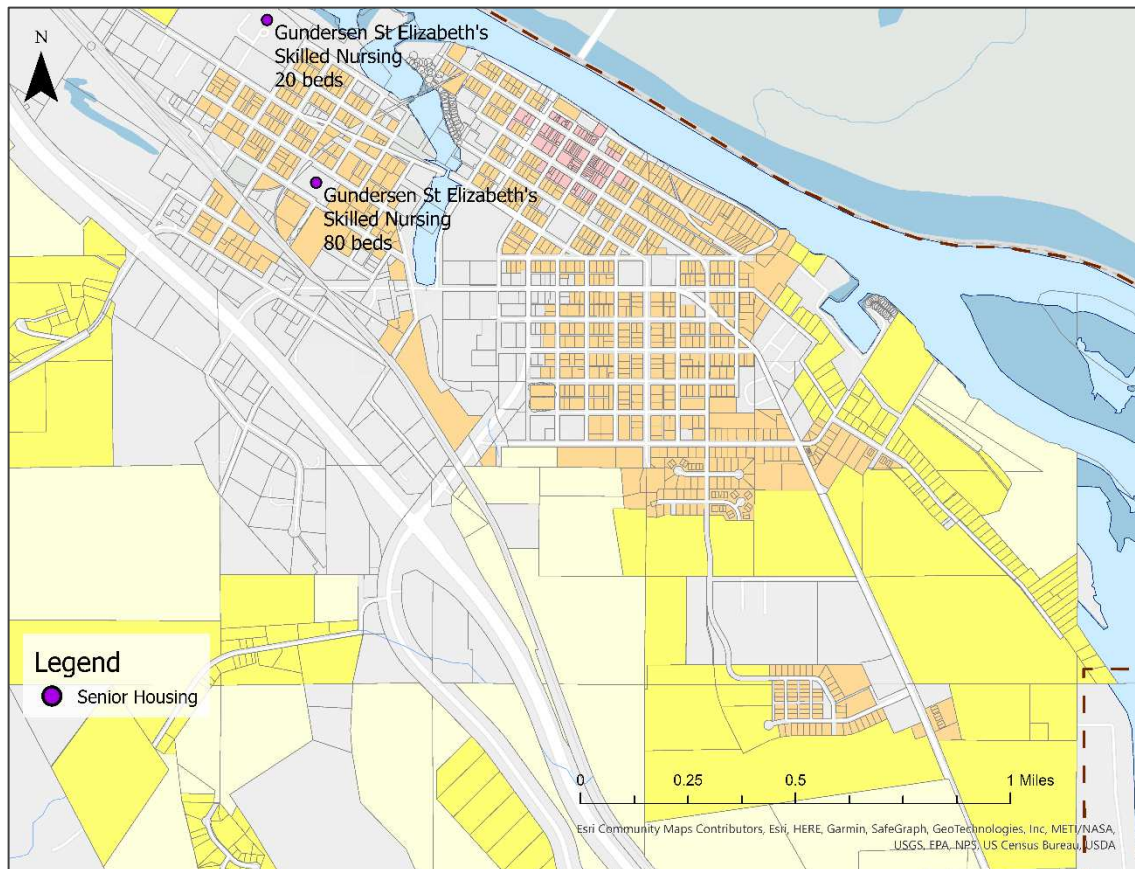 N
Gundersen St Elizabeth's
Skilled Nursing
20 beds
Gundersen St Elizabeth's
Skilled Nursing
80 beds
Legend
Senior Housing
0 0.25 0.5 1 Miles
Esri Community Maps Contributors, Esri, HERE, Garmin, SafeGraph, GeoTechnologies, Inc, METI/NASA,
USGS, EPA, NPS, US Census Bureau, USDA